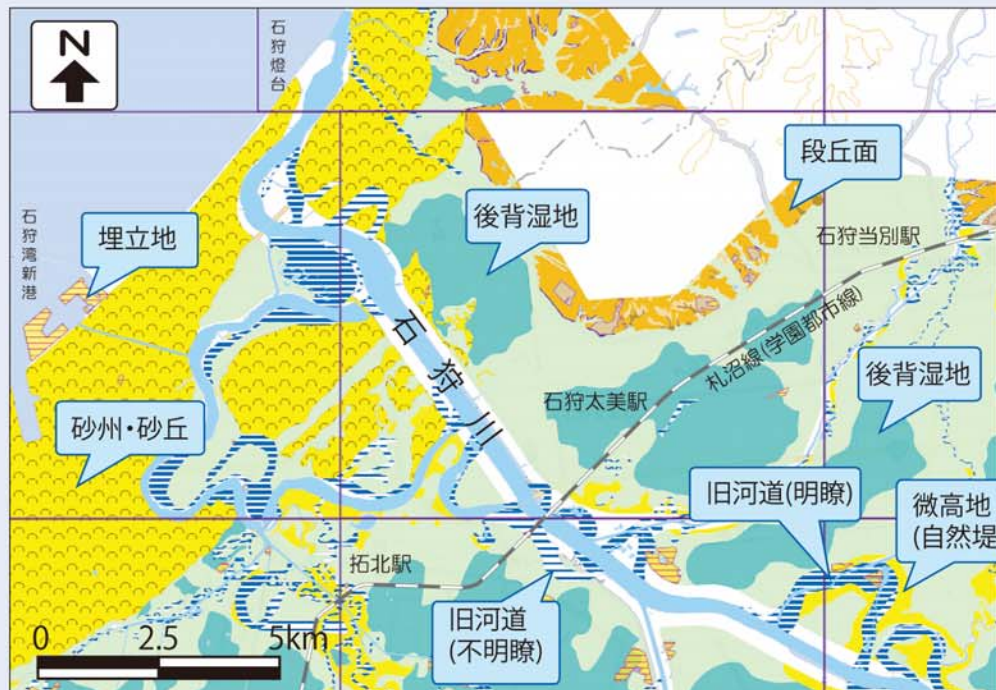 N
石狩燈台
段丘面
後背湿地
石狩当別駅
埋立地
石狩湾新港
石狩川
札沼線(学園都市線)
後背湿地
石狩太美駅
砂州・砂丘
旧河道(明瞭)
微高地
(自然堤
拓北駅
旧河道
(不明瞭)
0 2.5 5km